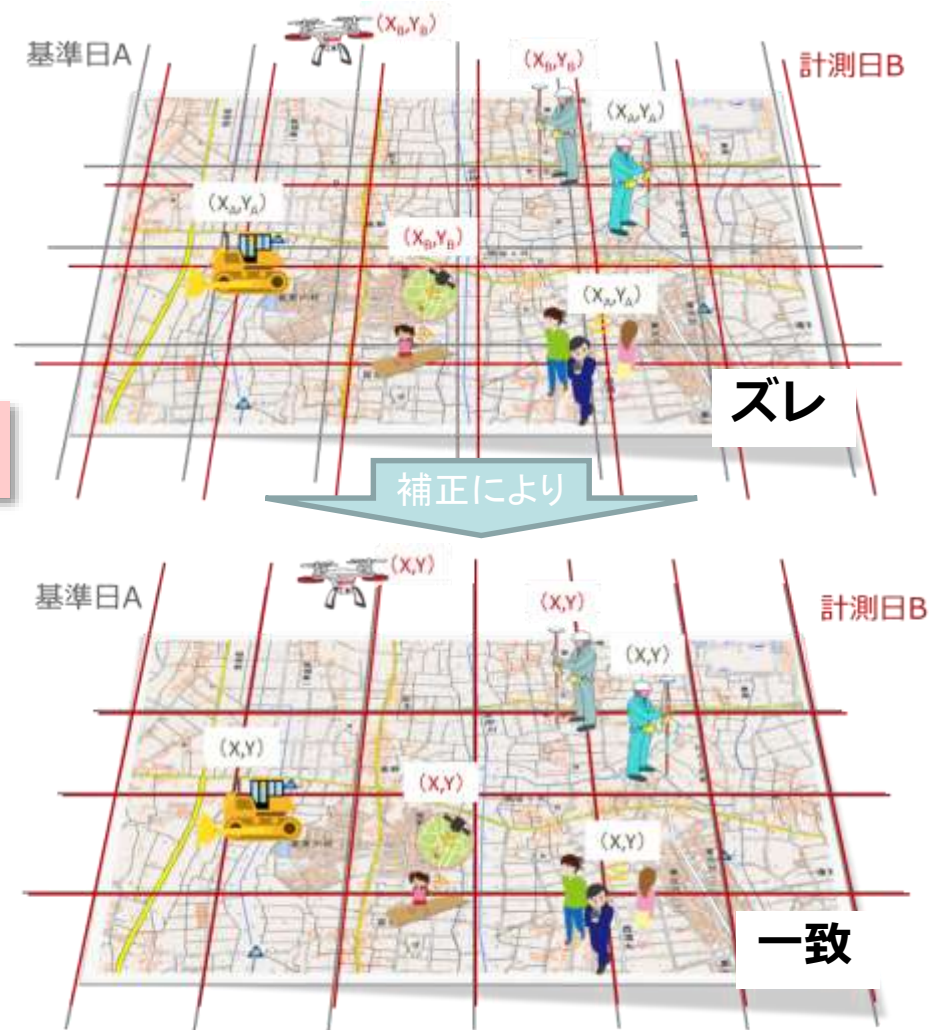 (X_B,Y_B)
基準日A
(X_B,Y_B)
計測日B
(X_A,Y_A)
(X_A,Y_A)
(X_B,Y_B)
(X_A,Y_A)
ズレ
補正により
(X,Y)
基準日A
(X,Y)
計測日B
(X,Y)
(X,Y)
(X,Y)
(X,Y)
一致